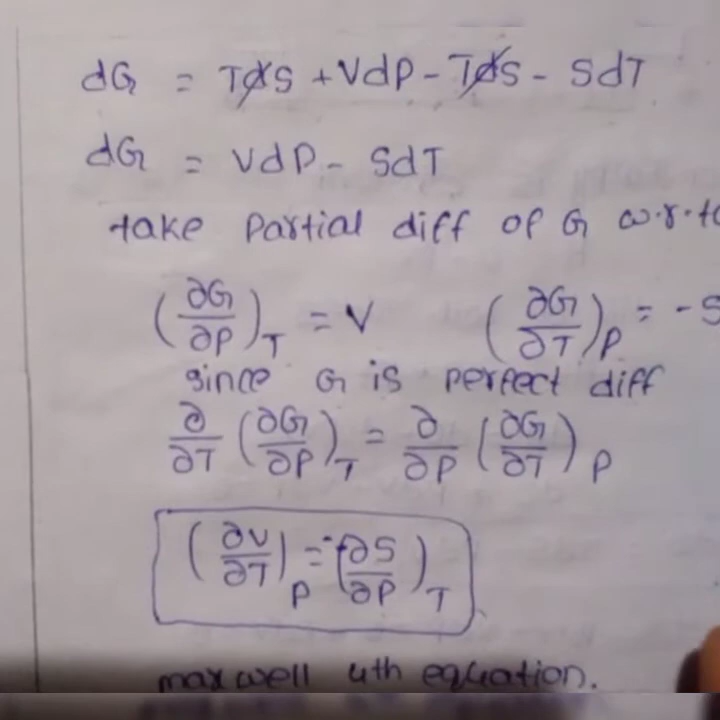 dG = TdS + VdP - TdS - SdT
dG = VdP - SdT
take Partial diff of G w.r.to
(∂G/∂P)_T = V (∂G/∂T)_P = -S
since G is perfect diff
∂/∂T (∂G/∂P)_T = ∂/∂P (∂G/∂T)_P
(∂V/∂T)_P = -(∂S/∂P)_T
maxwell 4th equation.